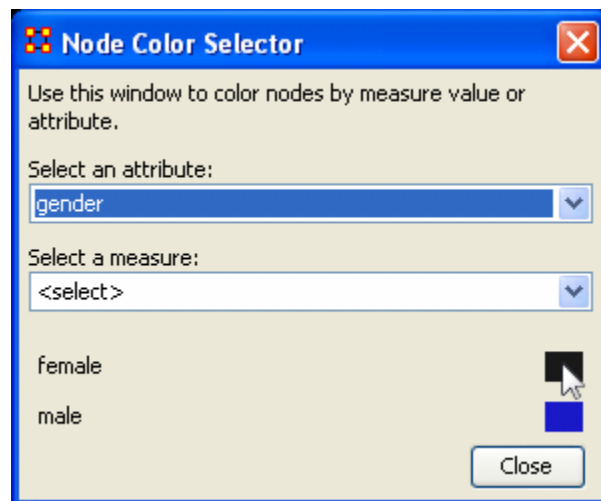 Node Color Selector
Use this window to color nodes by measure value or
attribute.
Select an attribute:
gender
Select a measure:
<select>
female
male
Close